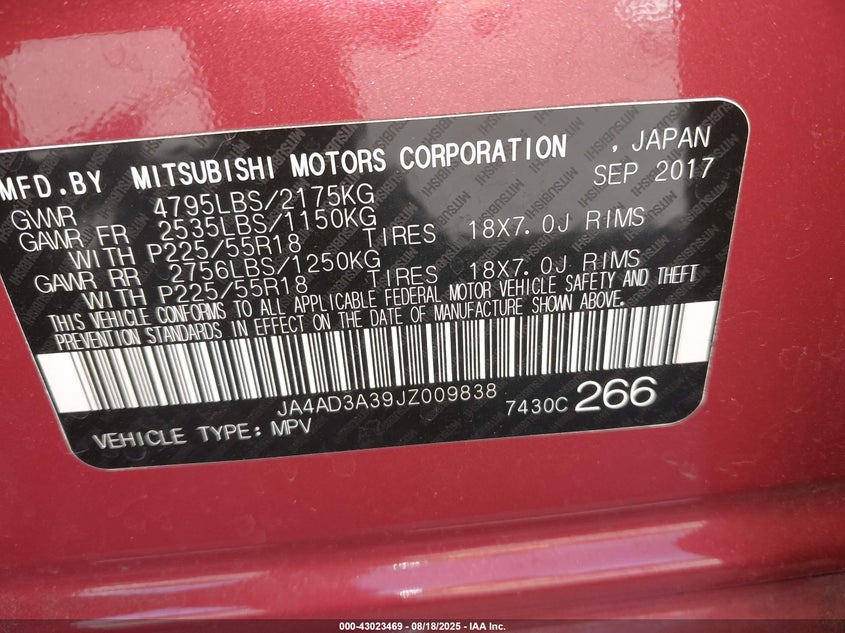 MFD.BY MITSUBISHI MOTORS CORPORATION , JAPAN
SEP 2017
GVWR 4795LBS/2175KG
GAWR FR 2535LBS/1150KG
WITH P225/55R18 TIRES 18X7.0J RIMS
GAWR RR 2756LBS/1250KG
WITH P225/55R18 TIRES 18X7.0J RIMS
THIS VEHICLE CONFORMS TO ALL APPLICABLE FEDERAL MOTOR VEHICLE SAFETY AND THEFT
PREVENTION STANDARDS IN EFFECT ON THE DATE OF MANUFACTURE SHOWN ABOVE.
JA4AD3A39JZ009838 7430C 266
VEHICLE TYPE: MPV
000-43023469 - 08/18/2025 - IAA Inc.